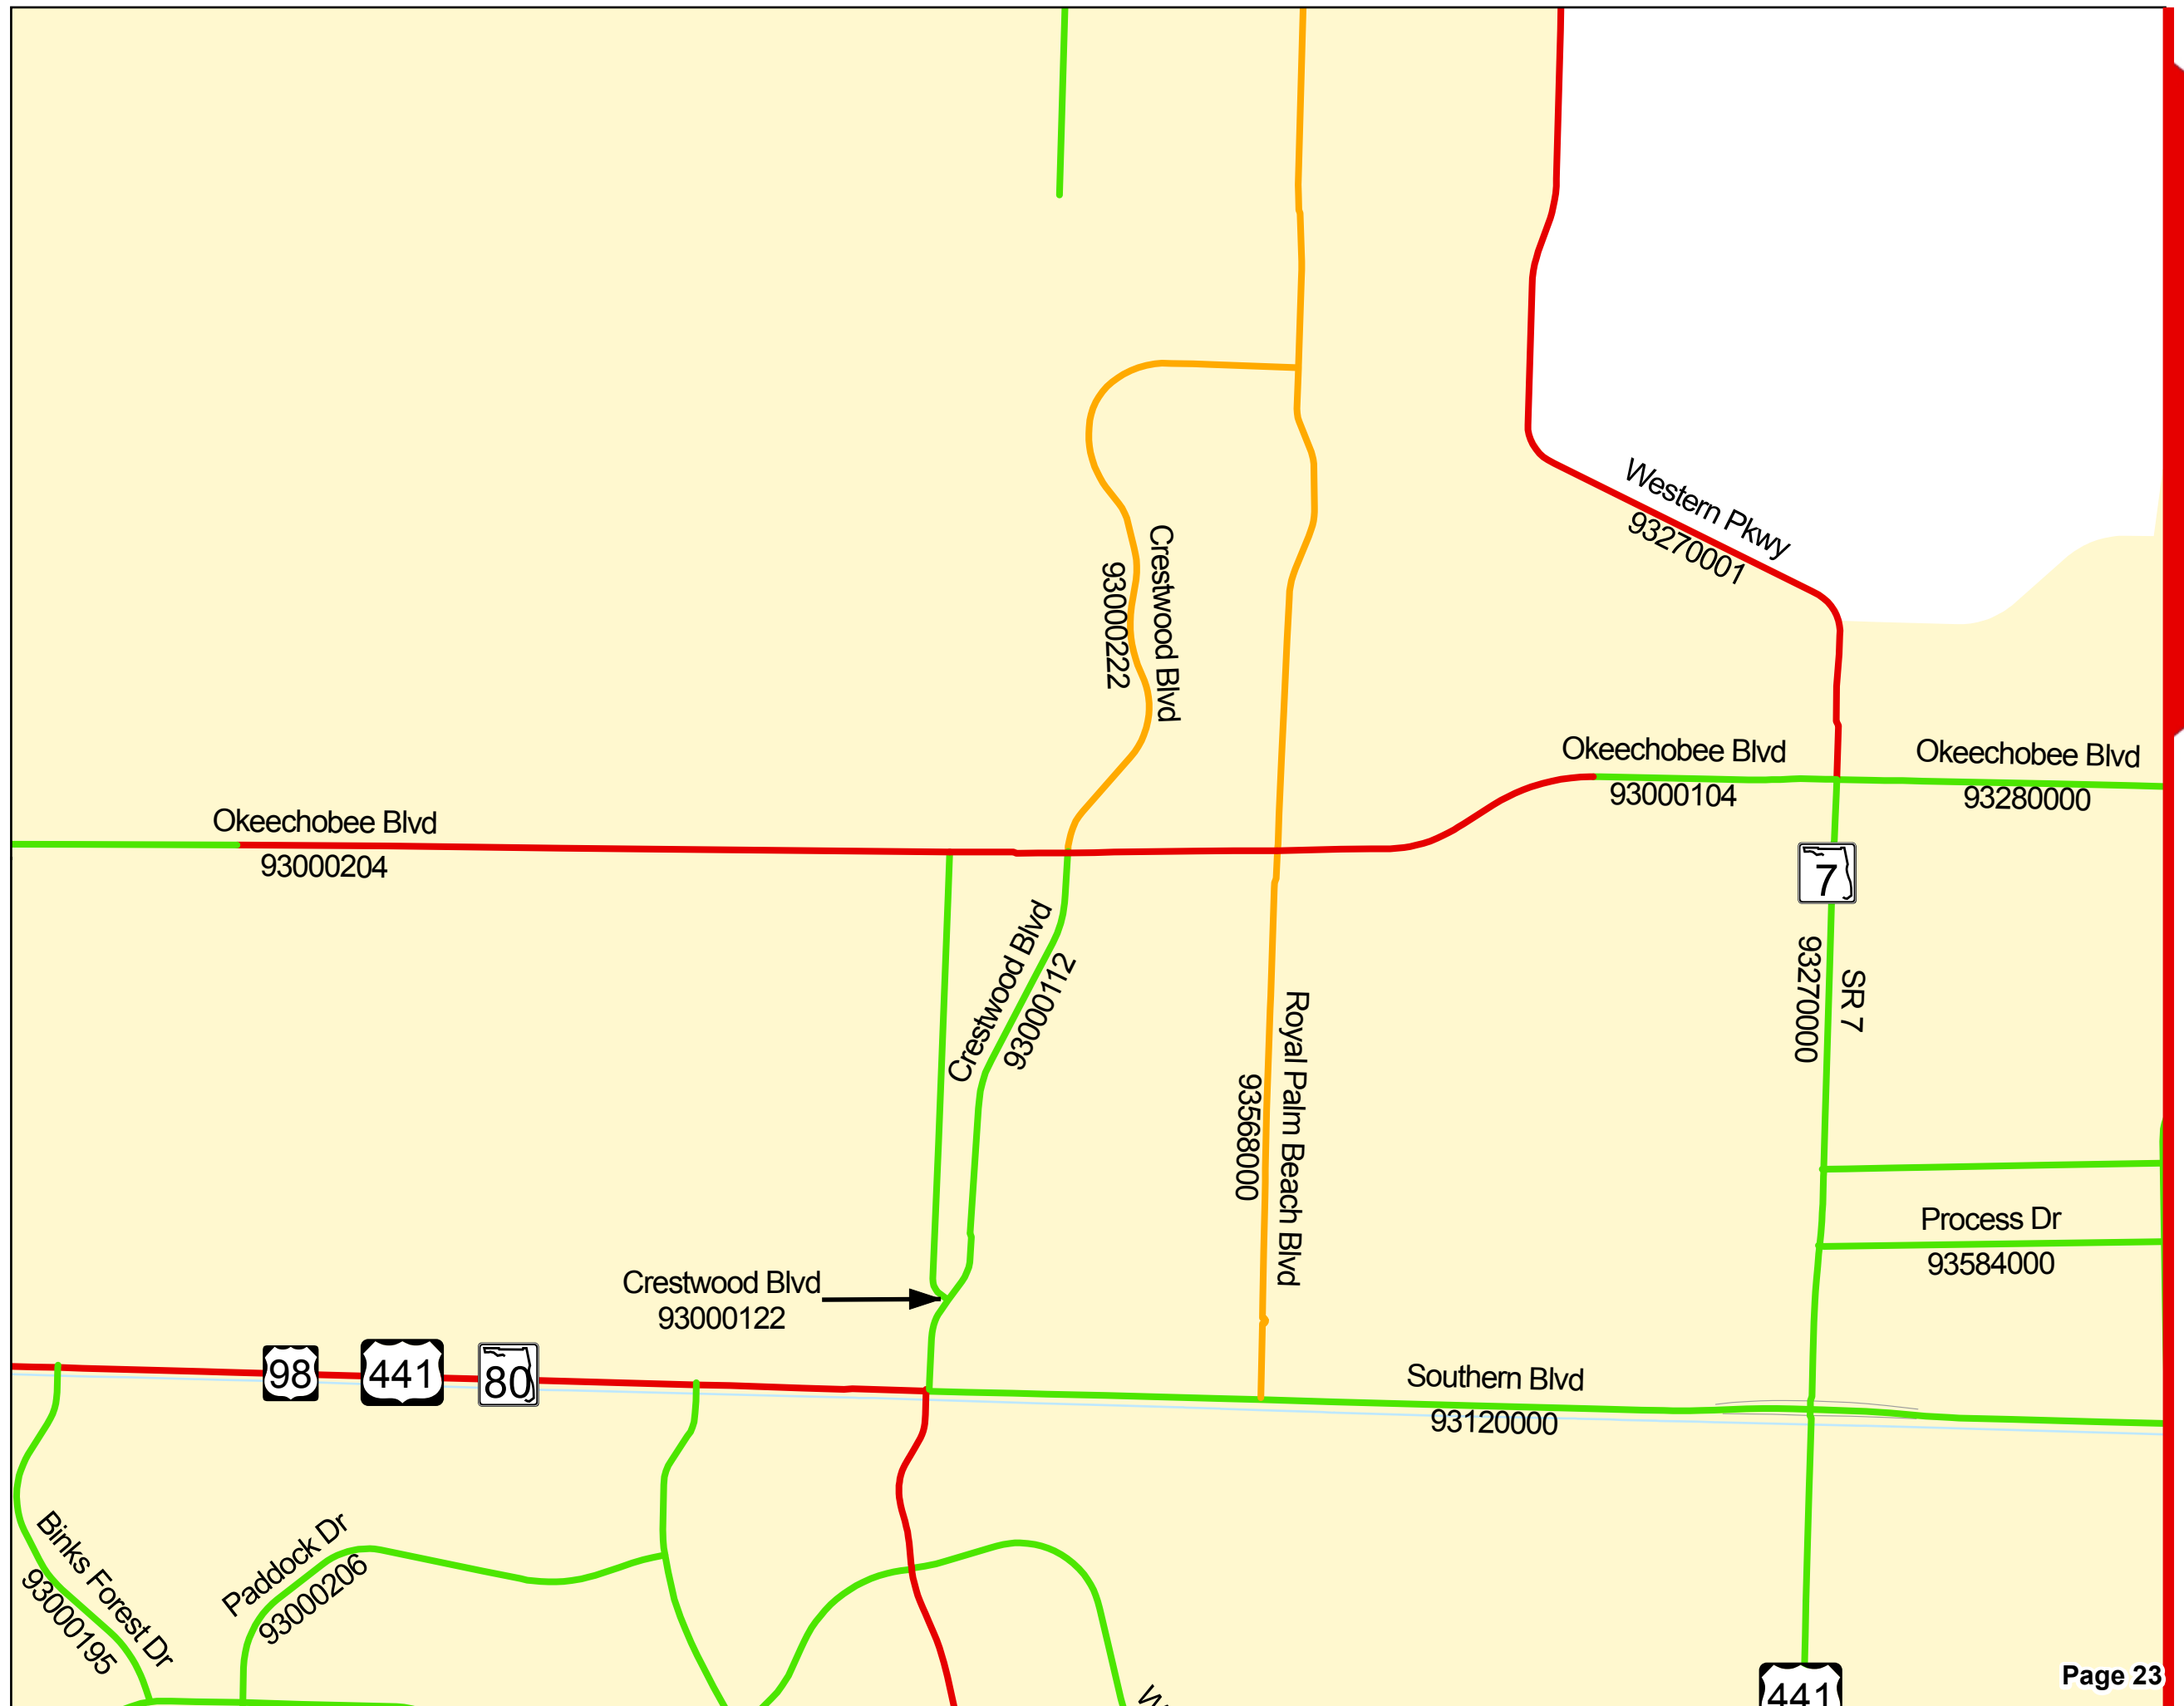 Western Pkwy
93270001
Crestwood Blvd
93000222
Okeechobee Blvd
93000104
Okeechobee Blvd
93280000
Okeechobee Blvd
93000204
7
Crestwood Blvd
93000112
SR 7
93270000
Royal Palm Beach Blvd
93568000
Process Dr
93584000
Crestwood Blvd
93000122
98
441
80
Southern Blvd
93120000
Binks Forest Dr
93000195
Paddock Dr
93000206
441
Page 23